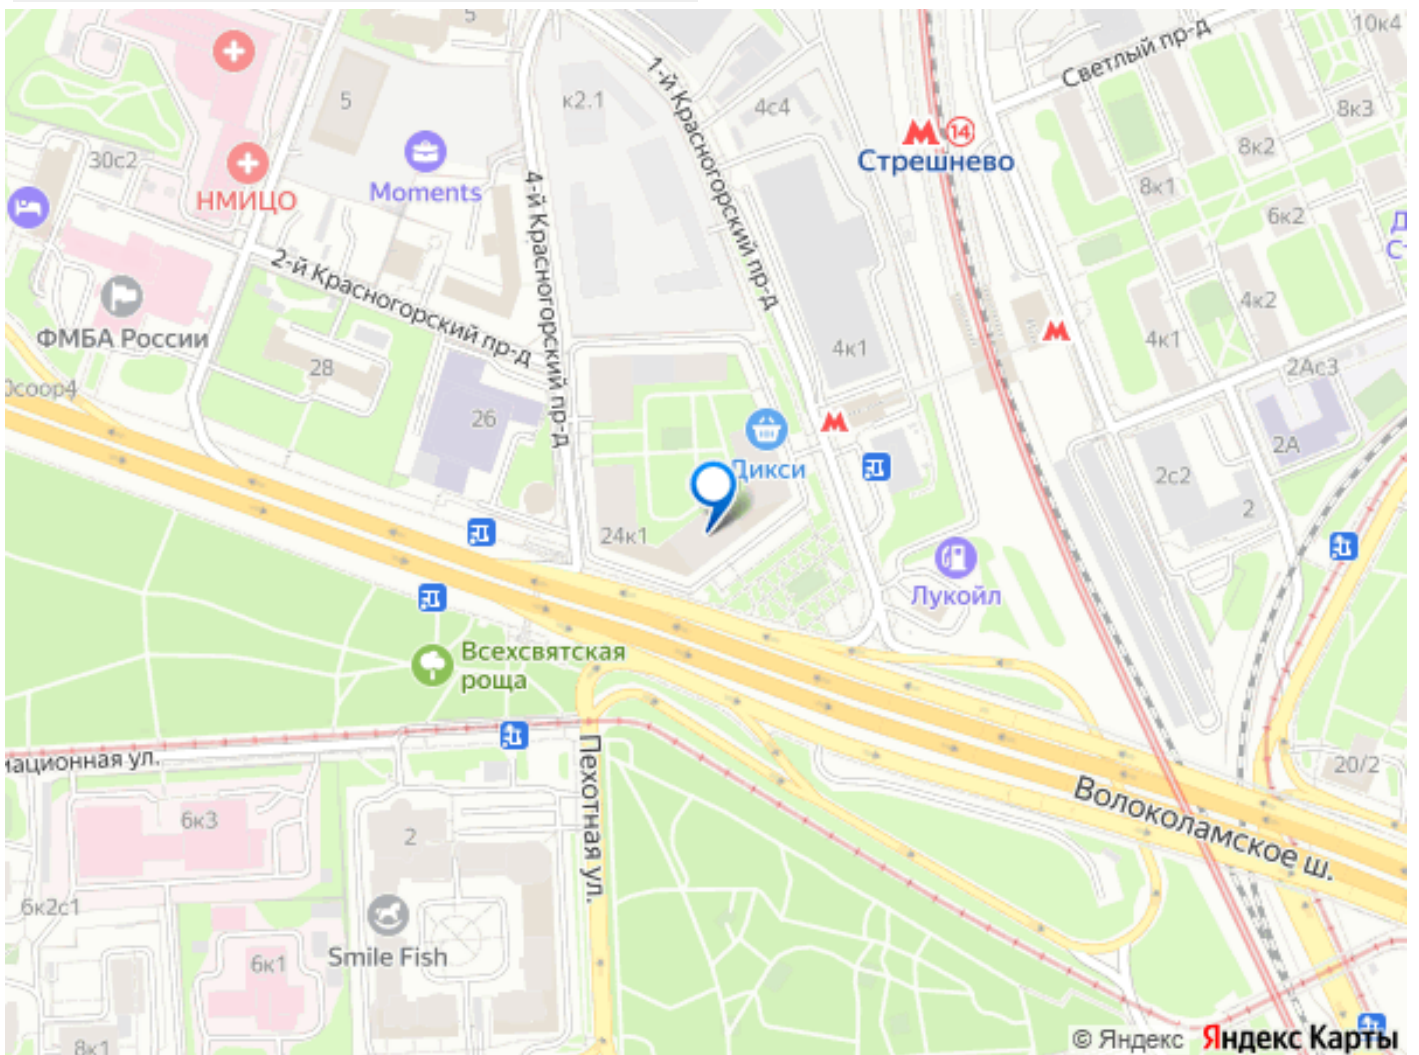 5
10к4
Светлый пр-д
1-й Красногорский пр-д
5
к2.1
4с4
8к3
14
Стрешнево
8к2
30с2
Moments
8к1
НМИЦО
4-й Красногорский пр-д
6к2
Д
2-й Красногорский пр-д
4к2
ФМБА России
4к1
4к1
28
2Ас3
0соор4
26
Дикси
2А
2с2
2
24к1
Лукойл
Всехсвятская
роща
национная ул.
Пехотная ул.
20/2
Волоколамское ш.
6к3
2
6к2с1
Smile Fish
6к1
8к1
© Яндекс Яндекс Карты